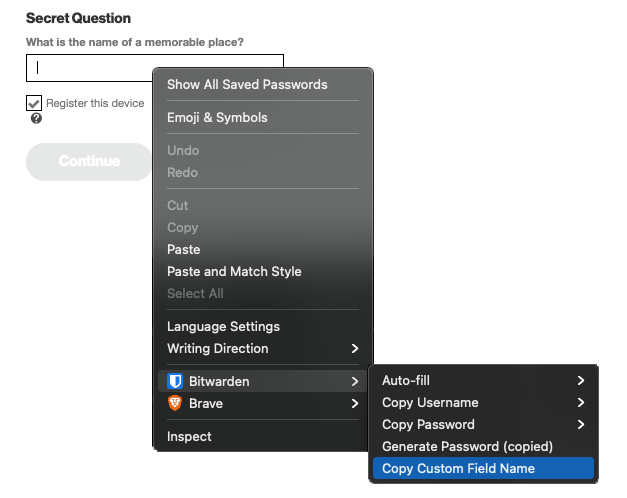 Secret Question
What is the name of a memorable place?
Register this device
?
Continue
Show All Saved Passwords
Emoji & Symbols
Undo
Redo
Cut
Copy
Paste
Paste and Match Style
Select All
Language Settings
Writing Direction
Bitwarden
Brave
Inspect
Auto-fill
Copy Username
Copy Password
Generate Password (copied)
Copy Custom Field Name